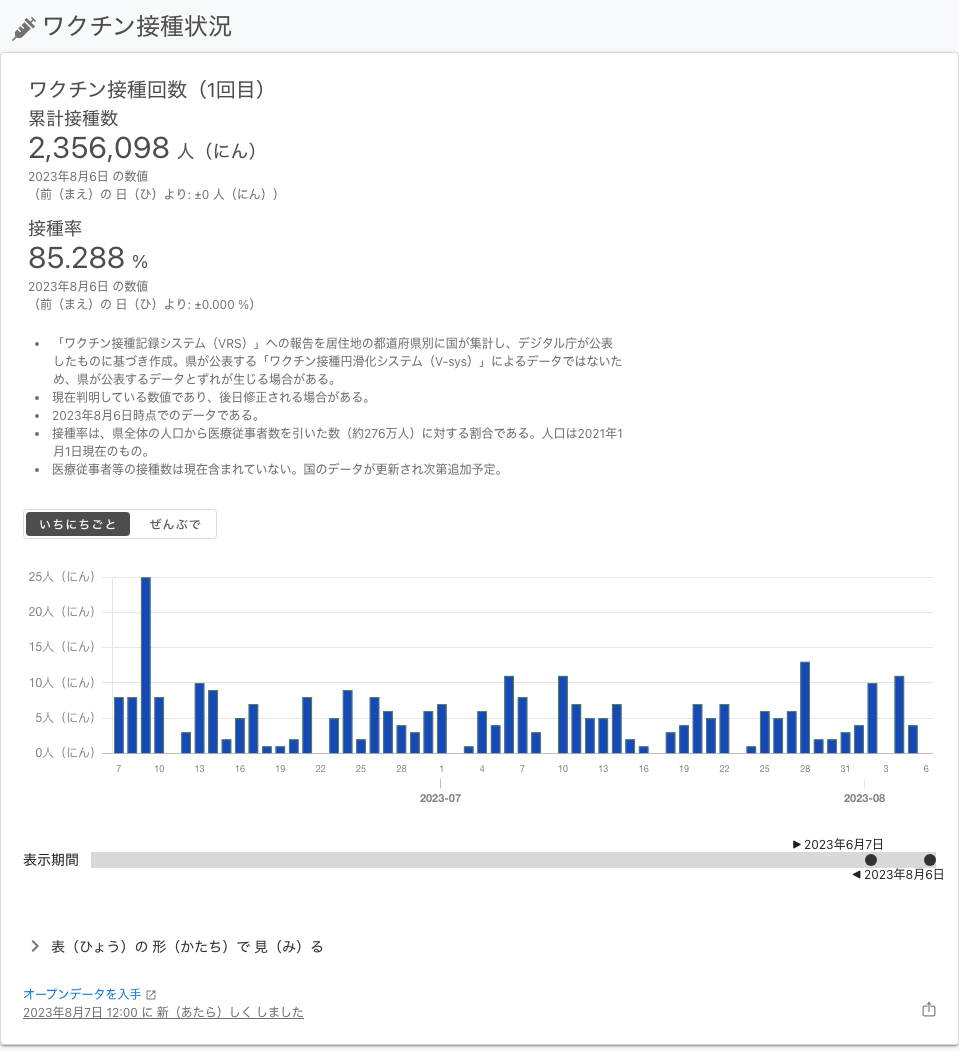 ワクチン接種状況
ワクチン接種回数（1回目）
累計接種数
2,356,098 人（にん）
2023年8月6日 の数値
（前（まえ）の 日（ひ）より: ±0 人（にん））
接種率
85.288 %
2023年8月6日 の数値
（前（まえ）の 日（ひ）より: ±0.000 %）
• 「ワクチン接種記録システム（VRS）」への報告を居住地の都道府県別に国が集計し、デジタル庁が公表
したものに基づき作成。県が公表する「ワクチン接種円滑化システム（V-sys）」によるデータではないた
め、県が公表するデータとずれが生じる場合がある。
• 現在判明している数値であり、後日修正される場合がある。
• 2023年8月6日時点でのデータである。
• 接種率は、県全体の人口から医療従事者数を引いた数（約276万人）に対する割合である。人口は2021年1
月1日現在のもの。
• 医療従事者等の接種数は現在含まれていない。国のデータが更新され次第追加予定。
いちにちごと ぜんぶで
25人（にん）
20人（にん）
15人（にん）
10人（にん）
5人（にん）
0人（にん）
7 10 13 16 19 22 25 28 1 4 7 10 13 16 19 22 25 28 31 3 6
2023-07 2023-08
▶ 2023年6月7日
表示期間
◀ 2023年8月6日
表（ひょう）の 形（かたち）で 見（み）る
オープンデータを入手
2023年8月7日 12:00 に 新（あたら）しく しました